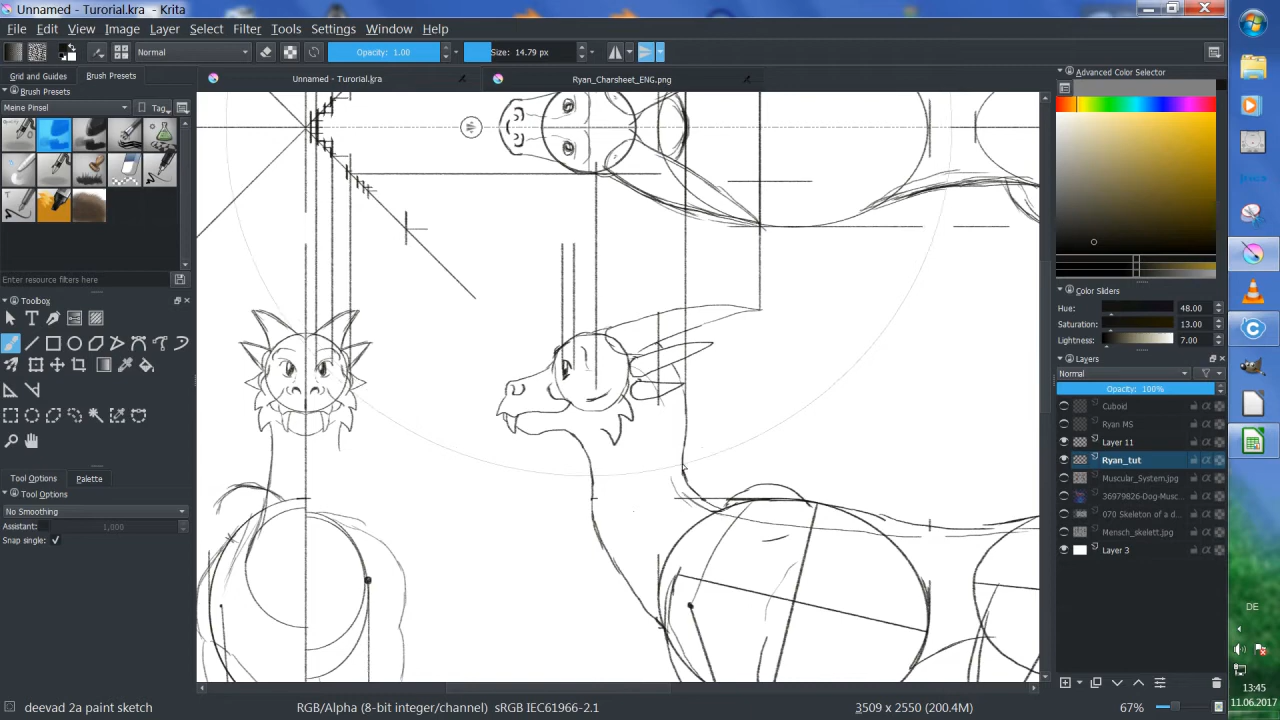 Unnamed - Turorial.kra - Krita
File Edit View Image Layer Select Filter Tools Settings Window Help
Normal
Opacity: 1.00
Size: 14.79 px
Grid and Guides
Brush Presets
Unnamed - Turorial.kra
Ryan_Charsheet_ENG.png
Advanced Color Selector
Brush Presets
Meine Pinsel
Tag
Enter resource filters
Toolbox
Color Sliders
Hue: 48.00
Saturation: 13.00
Lightness: 7.00
Layers
Normal
Opacity: 100%
Cuboid
Ryan MS
Layer 11
Ryan_tut
Muscular_System.jpg
36979826-Dog-Musc...
070 Skeleton of a d...
Mensch_skelett.jpg
Layer 3
Tool Options
Palette
Tool Options
No Smoothing
Assistant: 1,000
Snap single:
DE
13:45
11.06.2017
deevad 2a paint sketch
RGB/Alpha (8-bit integer/channel) sRGB IEC61966-2.1
3509 x 2550 (200.4M)
67%